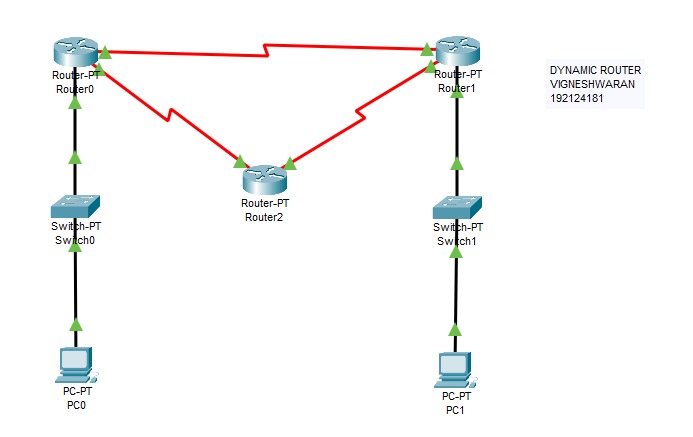 Router-PT
Router0
Router-PT
Router1
DYNAMIC ROUTER
VIGNESHWARAN
192124181
Router-PT
Router2
Switch-PT
Switch0
Switch-PT
Switch1
PC-PT
PC0
PC-PT
PC1